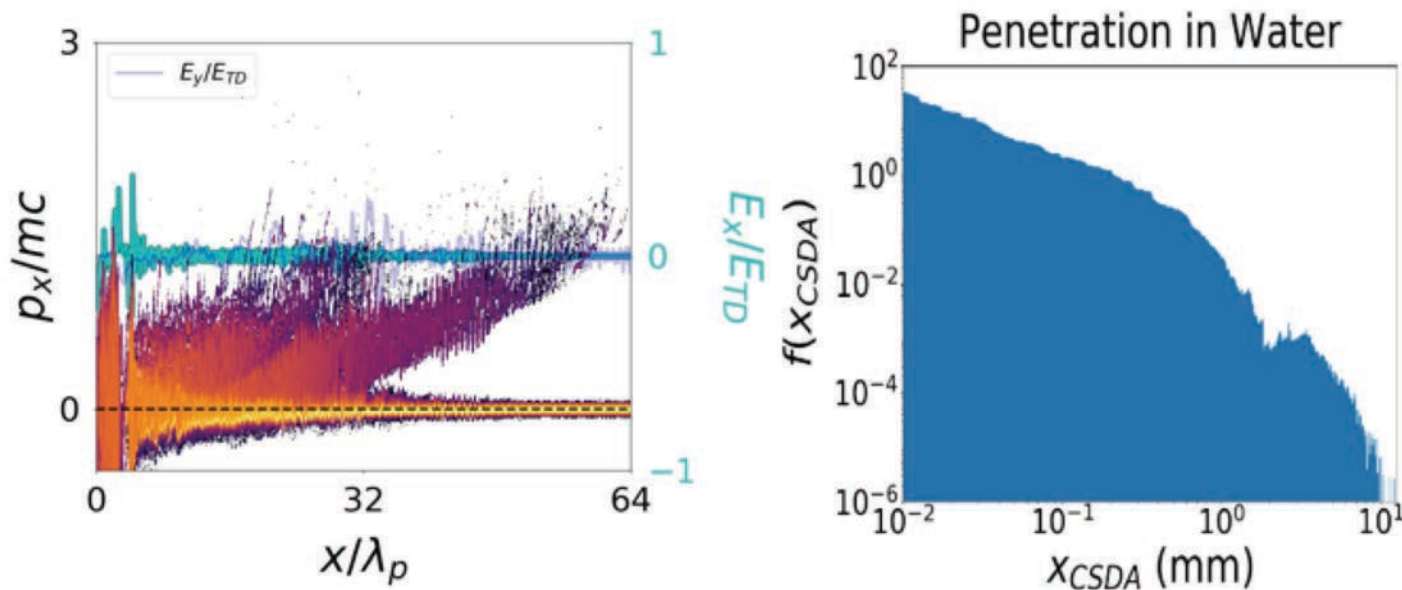 3
1
E_y/E_TD
p_x/mc
0
0
-1
E_x/E_TD
0
32
64
x/λ_p
Penetration in Water
10^2
10^0
10^-2
10^-4
10^-6
f(x_CSDA)
10^-2
10^-1
10^0
10^1
x_CSDA (mm)